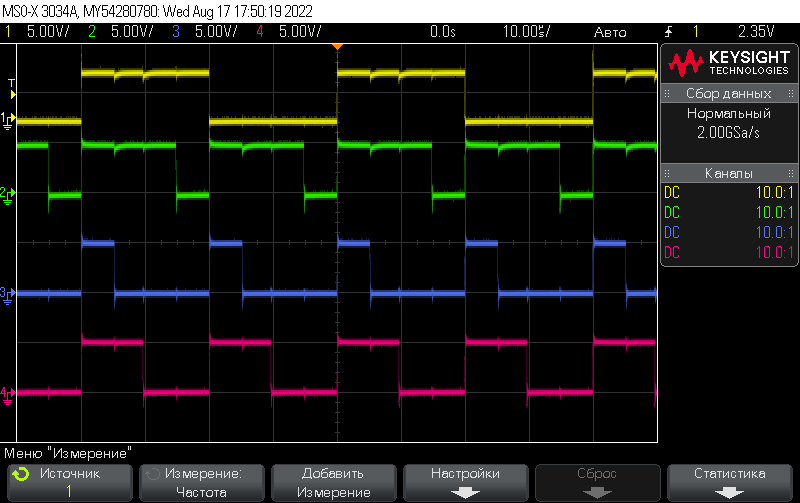 MSO-X 3034A, MY54280780: Wed Aug 17 17:50:19 2022
1 5.00V/ 2 5.00V/ 3 5.00V/ 4 5.00V/ 0.0s 10.00s/ Авто 1 2.35V
KEYSIGHT
TECHNOLOGIES
Сбор данных
Нормальный
2.00GSa/s
Каналы
DC 10.0:1
DC 10.0:1
DC 10.0:1
DC 10.0:1
T
1
2
3
4
Меню "Измерение"
Источник
1
Измерение:
Частота
Добавить
Измерение
Настройки
Сброс
Статистика